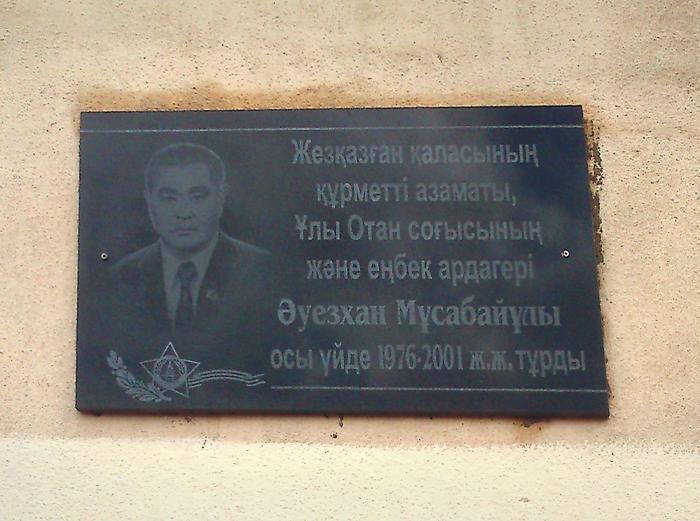 Жезқазған қаласының
құрметті азаматы,
Ұлы Отан соғысының
және еңбек ардагері
Әуезхан Мұсабайұлы
осы үйде 1976-2001 ж.ж. тұрды